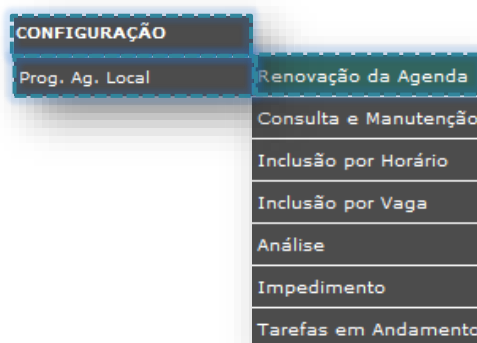 CONFIGURAÇÃO
Prog. Ag. Local
Renovação da Agenda
Consulta e Manutenção
Inclusão por Horário
Inclusão por Vaga
Análise
Impedimento
Tarefas em Andamento